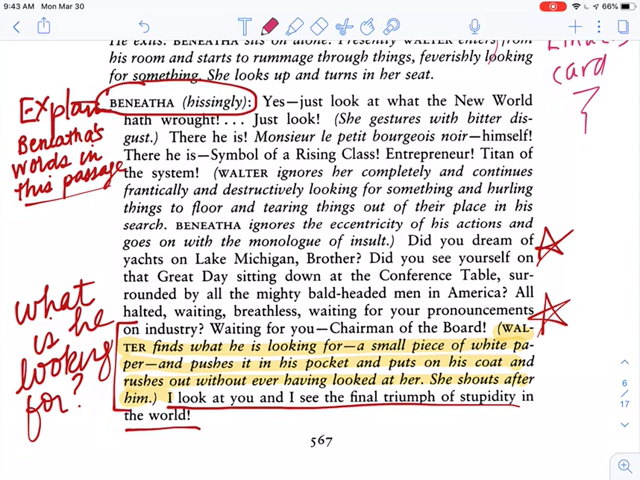 9:43 AM Mon Mar 30
66%
He exits. BENEATHA sits on alone. Presently WALTER enters from
his room and starts to rummage through things, feverishly looking
for something. She looks up and turns in her seat.
BENEATHA (hissingly): Yes—just look at what the New World
hath wrought! . . . Just look! (She gestures with bitter dis-
gust.) There he is! Monsieur le petit bourgeois noir—himself!
There he is—Symbol of a Rising Class! Entrepreneur! Titan of
the system! (WALTER ignores her completely and continues
frantically and destructively looking for something and hurling
things to floor and tearing things out of their place in his
search. BENEATHA ignores the eccentricity of his actions and
goes on with the monologue of insult.) Did you dream of
yachts on Lake Michigan, Brother? Did you see yourself on
that Great Day sitting down at the Conference Table, sur-
rounded by all the mighty bald-headed men in America? All
halted, waiting, breathless, waiting for your pronouncements
on industry? Waiting for you—Chairman of the Board! (WAL-
TER finds what he is looking for—a small piece of white pa-
per—and pushes it in his pocket and puts on his coat and
rushes out without ever having looked at her. She shouts after
him.) I look at you and I see the final triumph of stupidity in
the world!
567
Explain
Beneatha's
words in
this passage
what
is he
looking
for?
card
?
6
17